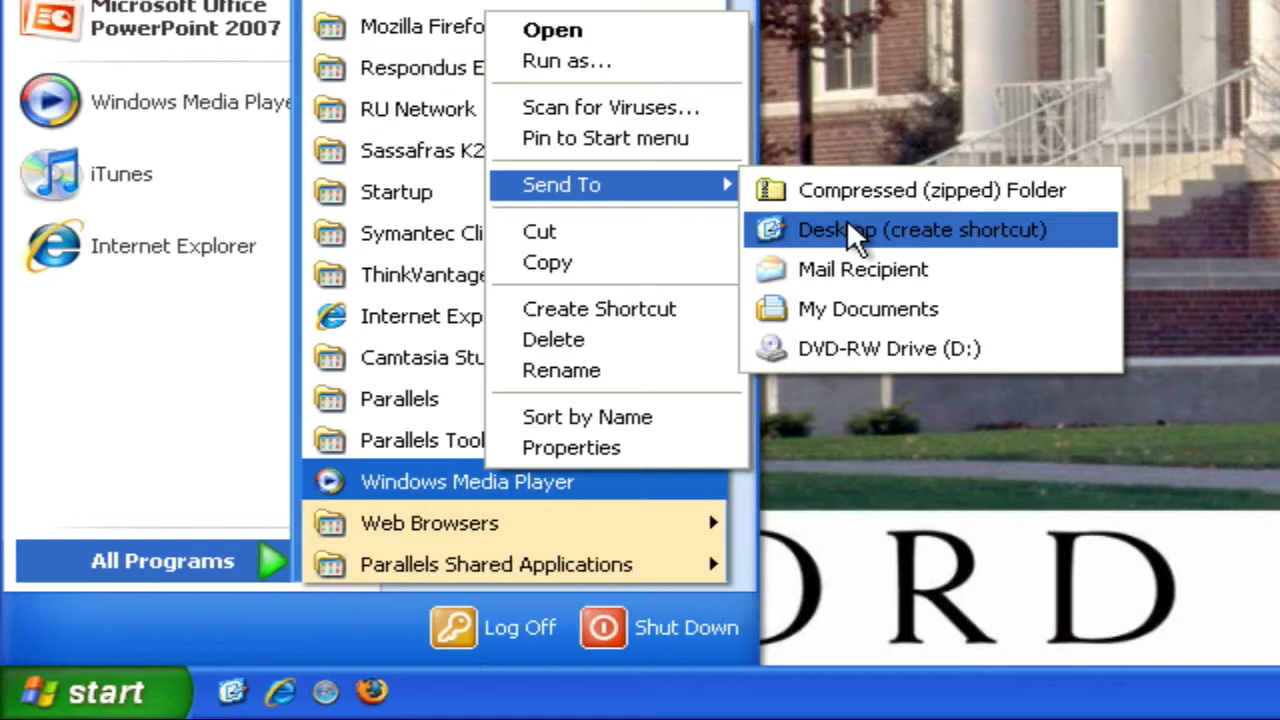 Microsoft Office
PowerPoint 2007
Windows Media Playe
iTunes
Internet Explorer
All Programs
Mozilla Firefo
Respondus E
RU Network
Sassafras K2
Startup
Symantec Cli
ThinkVantage
Internet Exp
Camtasia Stu
Parallels
Parallels Tool
Windows Media Player
Web Browsers
Parallels Shared Applications
Open
Run as...
Scan for Viruses...
Pin to Start menu
Send To
Cut
Copy
Create Shortcut
Delete
Rename
Sort by Name
Properties
Compressed (zipped) Folder
Desktop (create shortcut)
Mail Recipient
My Documents
DVD-RW Drive (D:)
ORD
Log Off
Shut Down
start